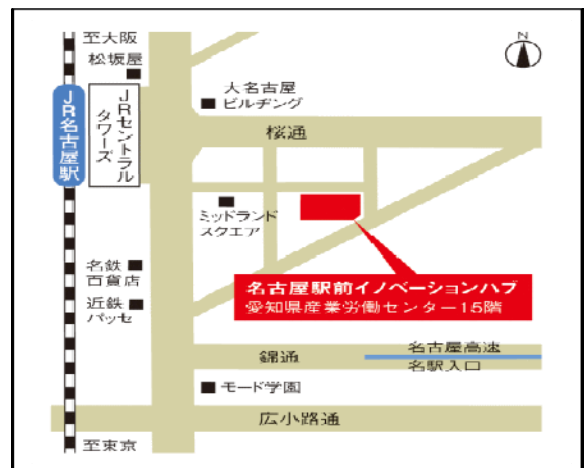 至大阪
松坂屋
JR名古屋駅
JRセントラル
タワーズ
大名古屋
ビルヂング
桜通
ミッドランド
スクエア
名鉄
百貨店
近鉄
パッセ
名古屋駅前イノベーションハブ
愛知県産業労働センター15階
錦通
名古屋高速
名駅入口
モード学園
広小路通
至東京